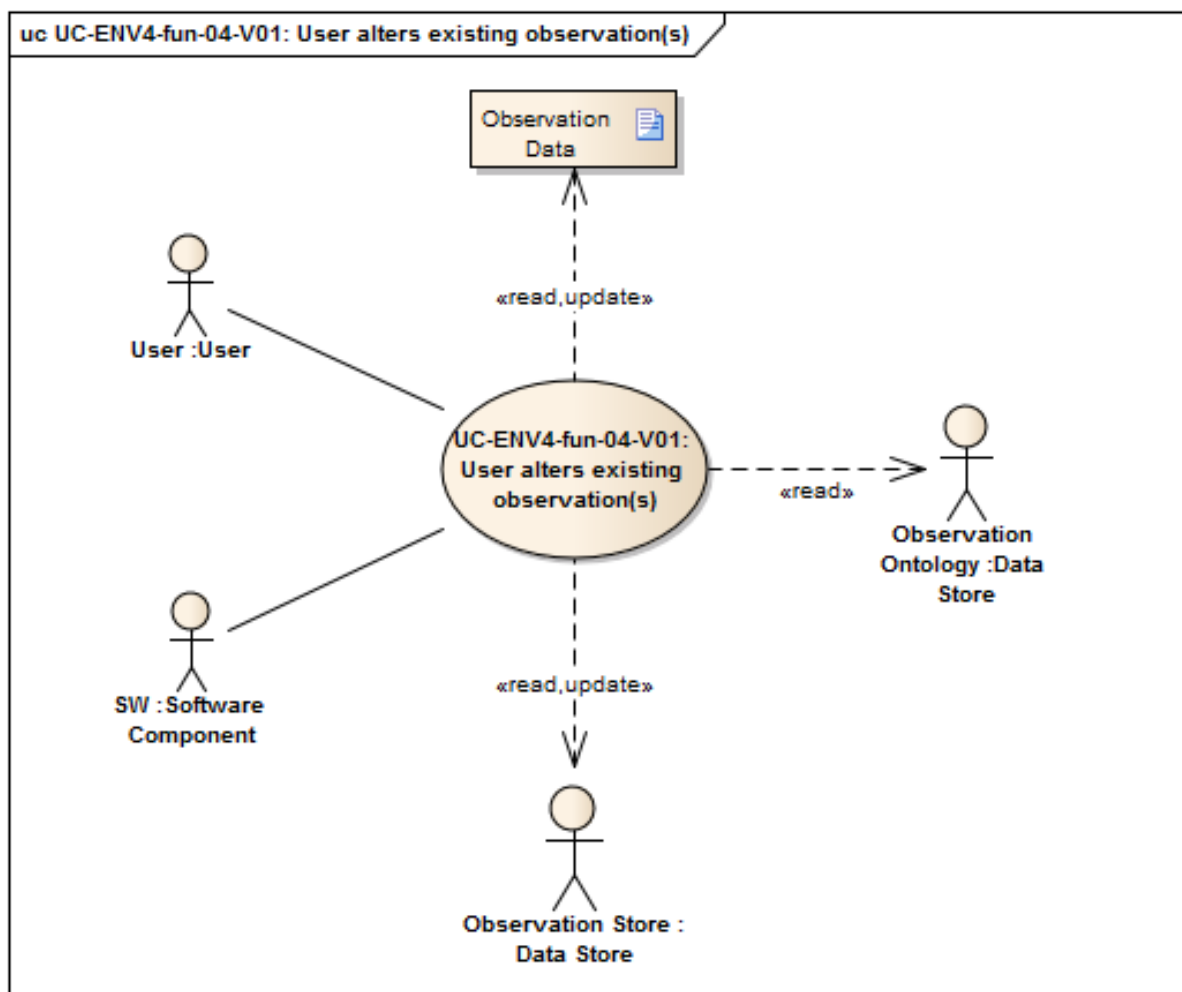 uc UC-ENV4-fun-04-V01: User alters existing observation(s)
Observation
Data
«read,update»
User :User
UC-ENV4-fun-04-V01:
User alters existing
observation(s)
«read»
Observation
Ontology :Data
Store
SW :Software
Component
«read,update»
Observation Store :
Data Store